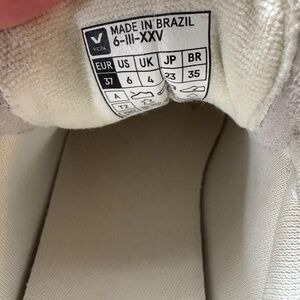 VEJA
MADE IN BRAZIL
6-III-XXV
EUR US UK JP BR
37 6 4 23 35
A